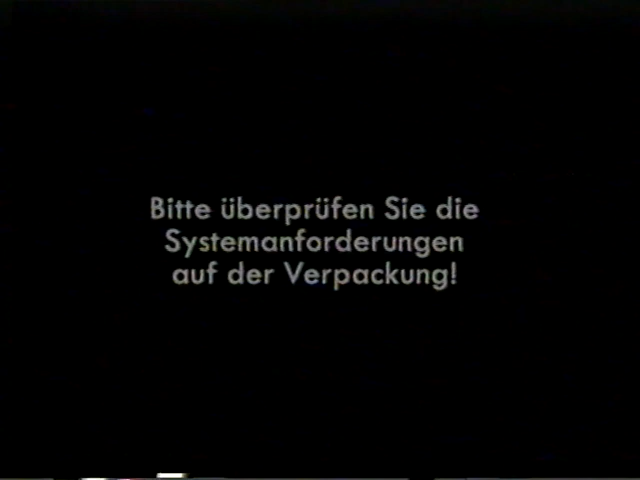 Bitte überprüfen Sie die
Systemanforderungen
auf der Verpackung!